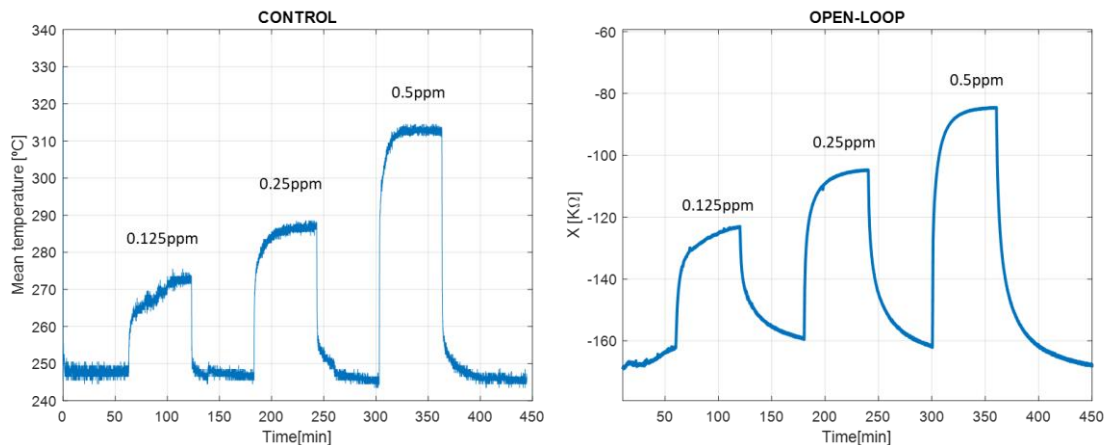 CONTROL
340
330
320
310
300
290
280
270
260
250
240
Mean temperature [ºC]
0.125ppm
0.25ppm
0.5ppm
0 50 100 150 200 250 300 350 400 450
Time[min]
OPEN-LOOP
-60
-80
-100
-120
-140
-160
X [KΩ]
0.125ppm
0.25ppm
0.5ppm
50 100 150 200 250 300 350 400 450
Time[min]